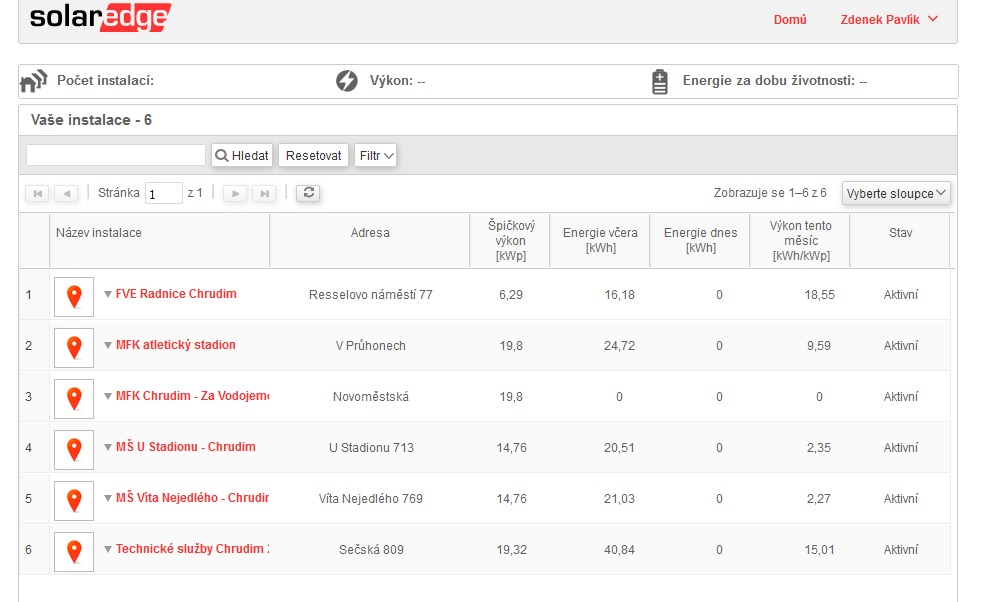 solaredge
Domů Zdenek Pavlík
Počet instalací: Výkon: -- Energie za dobu životnosti: --
Vaše instalace - 6
Hledat Resetovat Filtr
Stránka 1 z 1 Zobrazuje se 1–6 z 6 Vyberte sloupce
Název instalace Adresa Špičkový výkon [kWp] Energie včera [kWh] Energie dnes [kWh] Výkon tento měsíc [kWh/kWp] Stav
1 FVE Radnice Chrudim Resselovo náměstí 77 6,29 16,18 0 18,55 Aktivní
2 MFK atletický stadion V Průhonech 19,8 24,72 0 9,59 Aktivní
3 MFK Chrudim - Za Vodojeme Novoměstská 19,8 0 0 0 Aktivní
4 MŠ U Stadionu - Chrudim U Stadionu 713 14,76 20,51 0 2,35 Aktivní
5 MŠ Víta Nejedlého - Chrudim Víta Nejedlého 769 14,76 21,03 0 2,27 Aktivní
6 Technické služby Chrudim Sečská 809 19,32 40,84 0 15,01 Aktivní